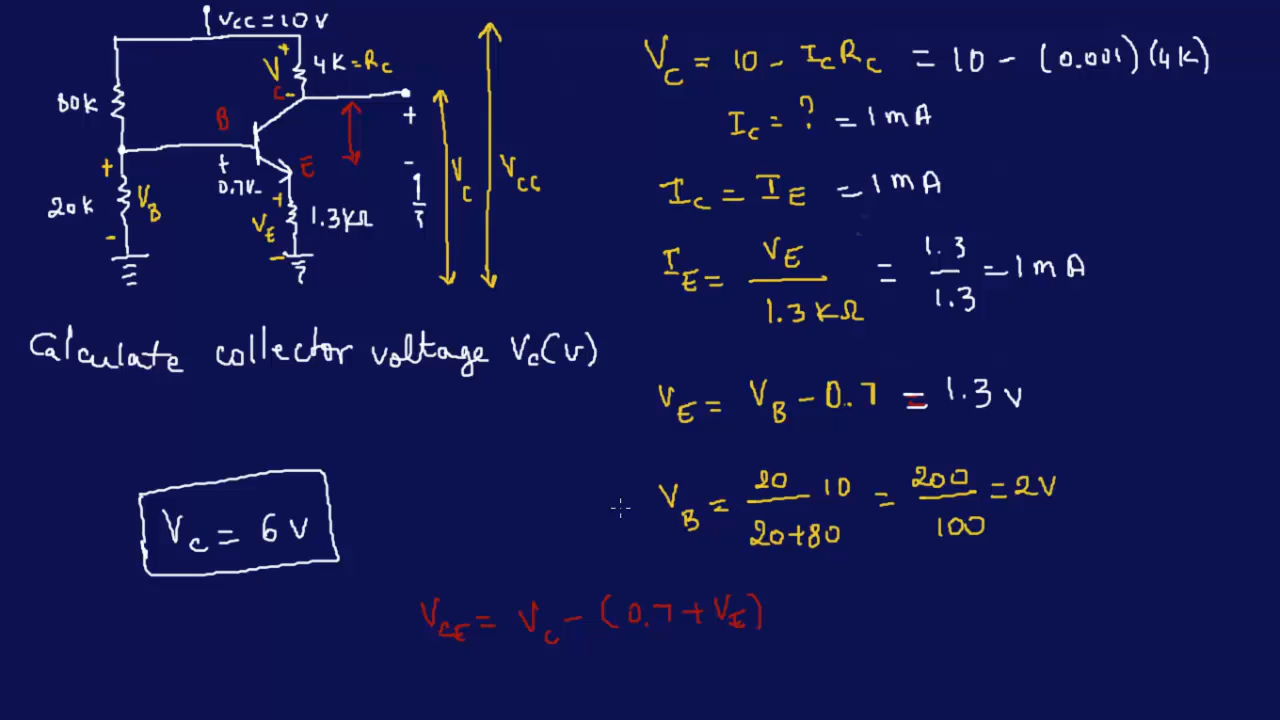 VCC = 10V
V + 4K = RC
80K
C -
B
+
+ 0.7V -
E
20K
VB
-
+
VE
-
1.3KΩ
+
-
VC
VCC
Calculate collector voltage Vc(v)
Vc = 6V
VC = 10 - ICRC = 10 - (0.001)(4K)
IC = ? = 1mA
IC = IE = 1mA
IE = VE / 1.3KΩ = 1.3 / 1.3 = 1mA
VE = VB - 0.7 = 1.3V
VB = 20 / 20+80 10 = 200 / 100 = 2V
VCE = VC - (0.7 + VE)